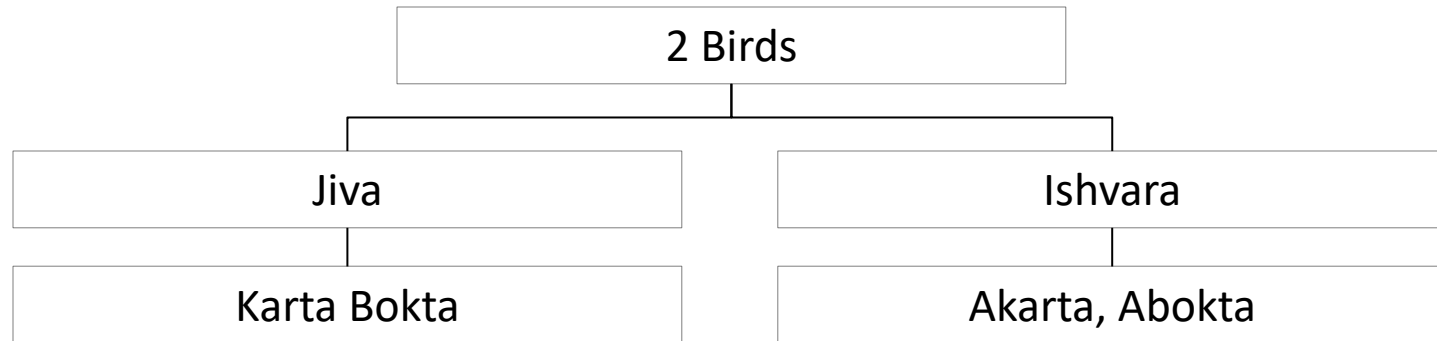 2 Birds
Jiva
Ishvara
Karta Bokta
Akarta, Abokta